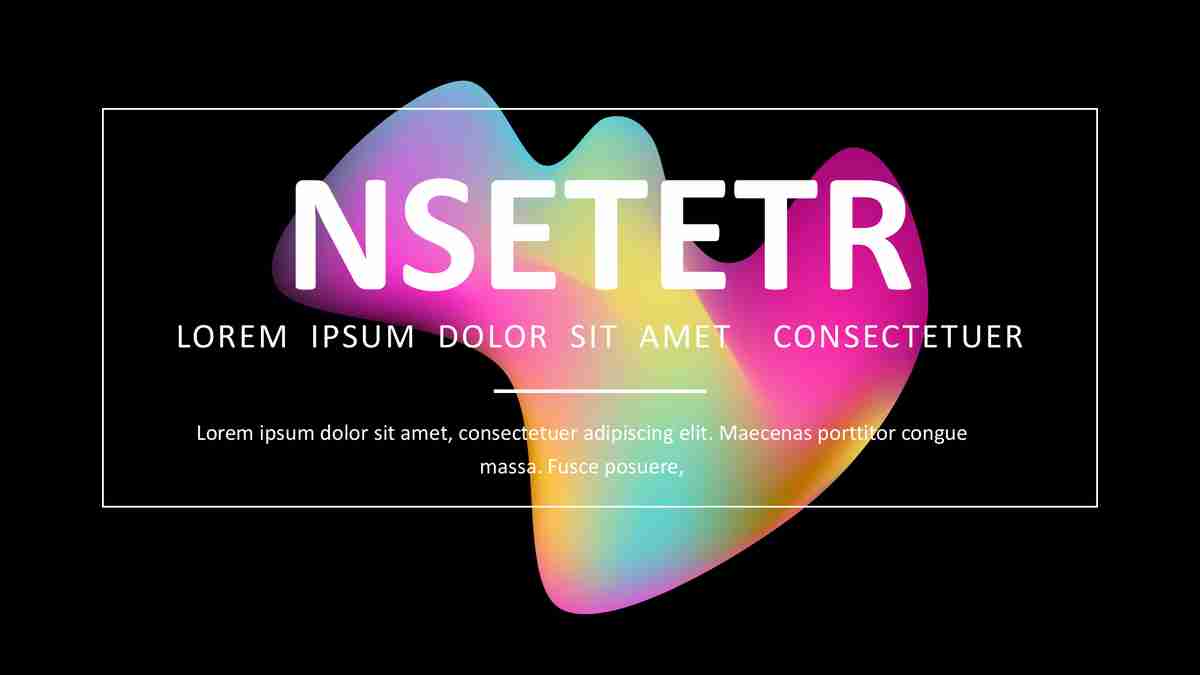 NSETETR
LOREM IPSUM DOLOR SIT AMET CONSECTETUER
Lorem ipsum dolor sit amet, consectetuer adipiscing elit. Maecenas porttitor congue
massa. Fusce posuere,